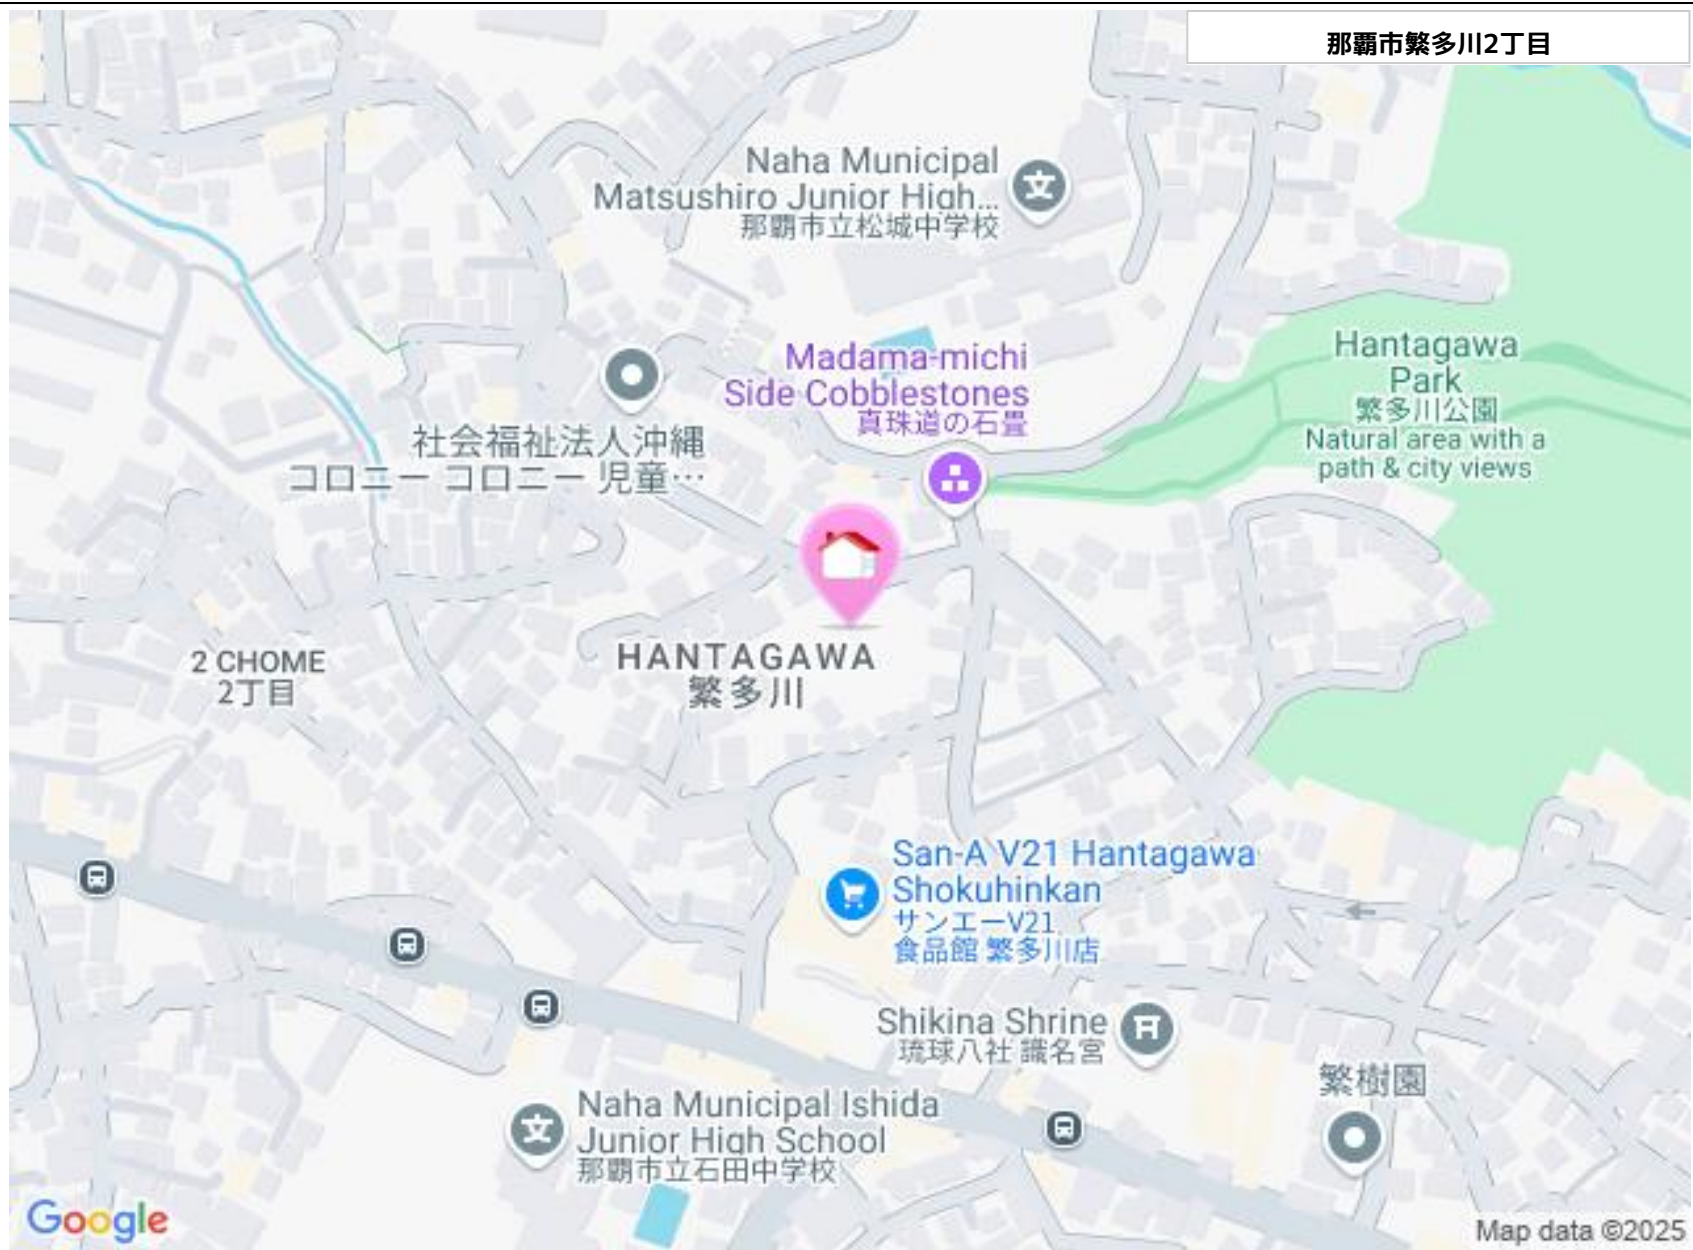 那覇市繁多川2丁目
Naha Municipal
Matsushiro Junior High...
那覇市立松城中学校
Madama-michi
Side Cobblestones
真珠道の石畳
Hantagawa
Park
繁多川公園
Natural area with a
path & city views
社会福祉法人沖縄
コロニー コロニー 児童…
2 CHOME
2丁目
HANTAGAWA
繁多川
San-A V21 Hantagawa
Shokuhinkan
サンエーV21
食品館 繁多川店
Shikina Shrine
琉球八社 識名宮
繁樹園
Naha Municipal Ishida
Junior High School
那覇市立石田中学校
Google
Map data ©2025